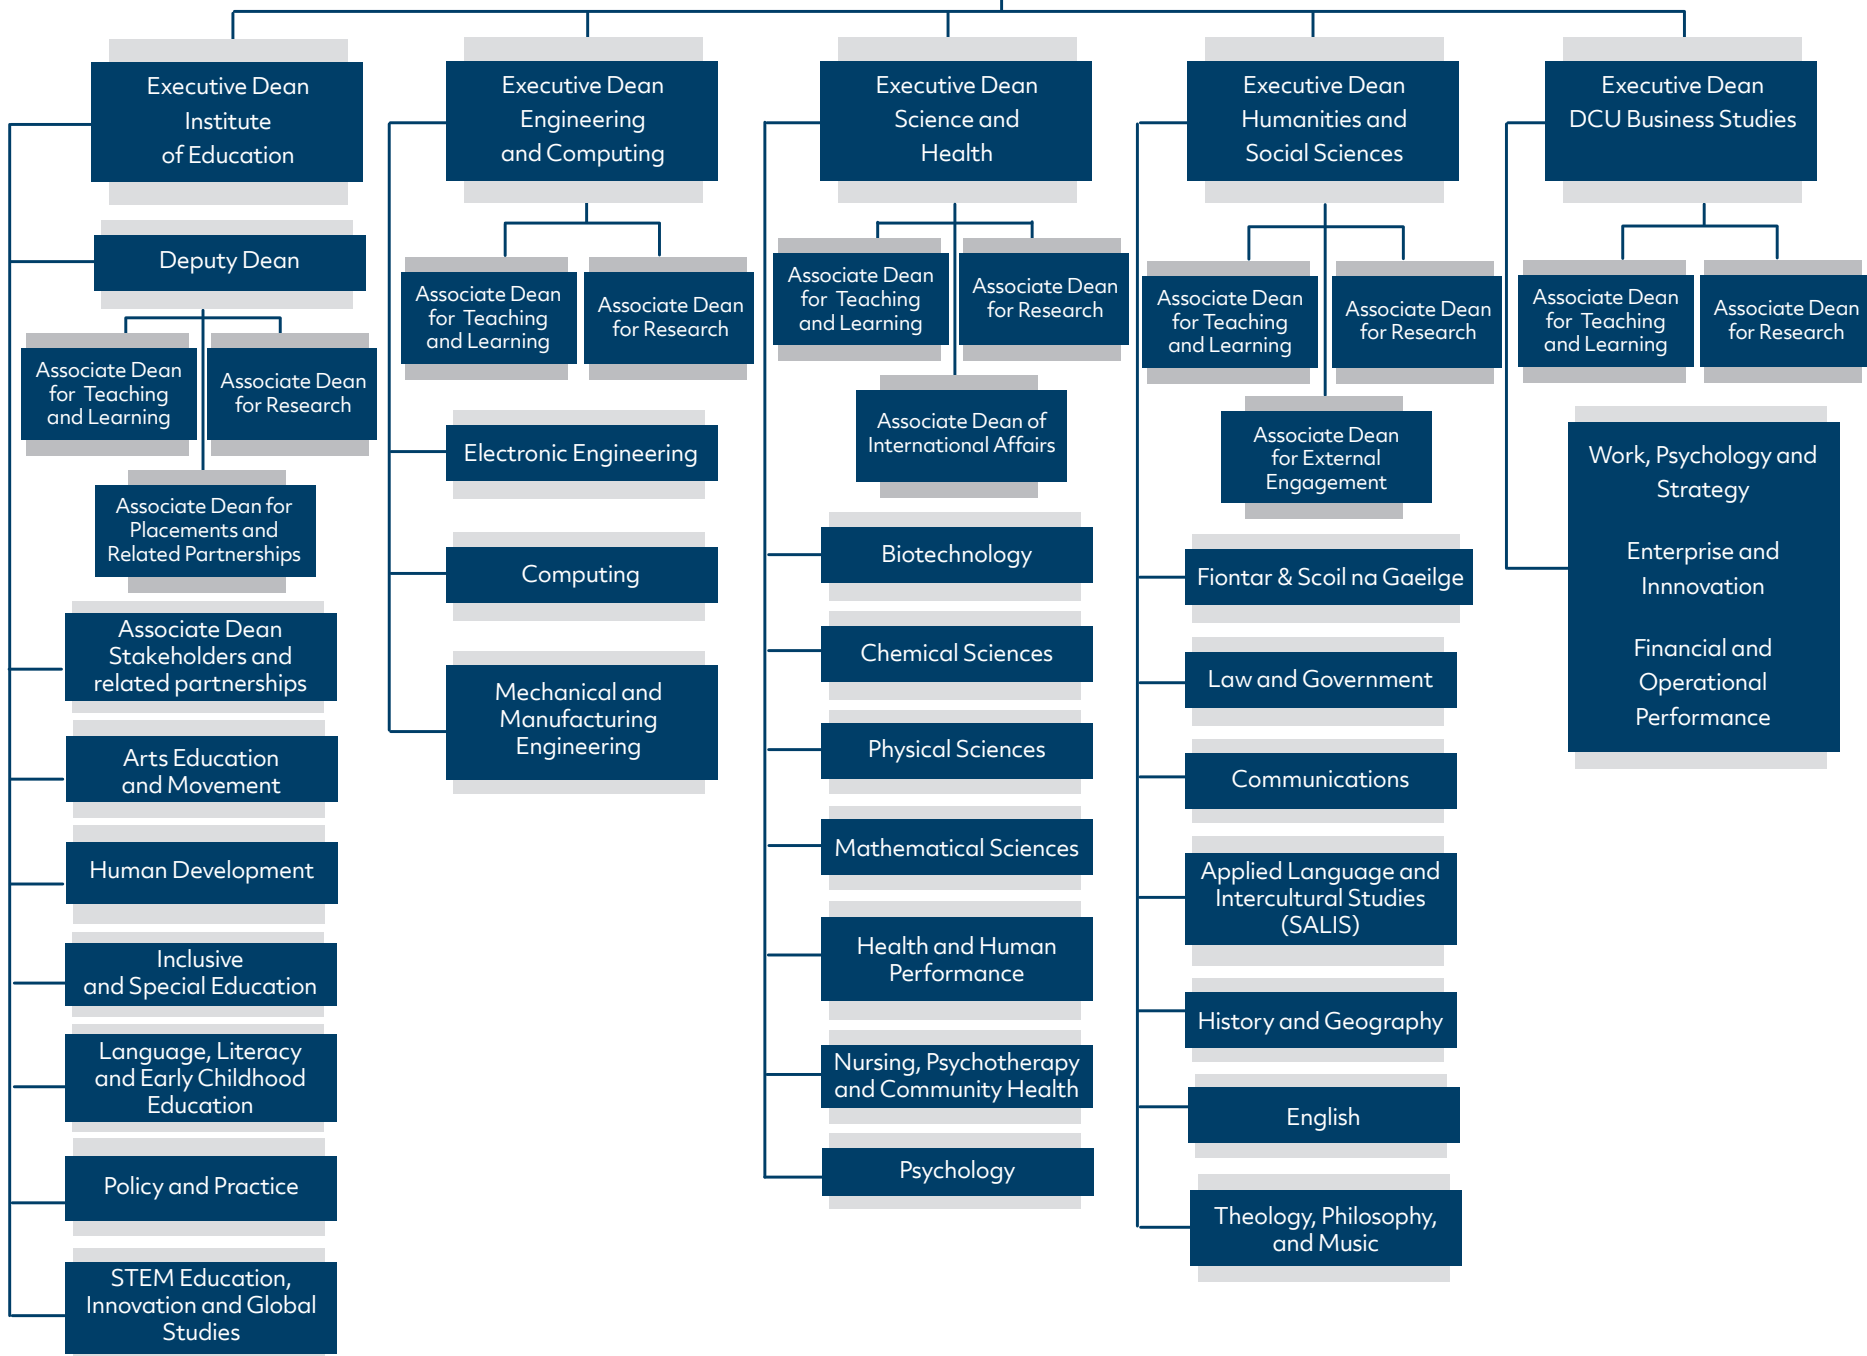 Executive Dean
Institute
of Education
Deputy Dean
Associate Dean
for Teaching
and Learning
Associate Dean
for Research
Associate Dean for
Placements and
Related Partnerships
Associate Dean
Stakeholders and
related partnerships
Arts Education
and Movement
Human Development
Inclusive
and Special Education
Language, Literacy
and Early Childhood
Education
Policy and Practice
STEM Education,
Innovation and Global
Studies
Executive Dean
Engineering
and Computing
Associate Dean
for Teaching
and Learning
Associate Dean
for Research
Electronic Engineering
Computing
Mechanical and
Manufacturing
Engineering
Executive Dean
Science and
Health
Associate Dean
for Teaching
and Learning
Associate Dean
for Research
Associate Dean of
International Affairs
Biotechnology
Chemical Sciences
Physical Sciences
Mathematical Sciences
Health and Human
Performance
Nursing, Psychotherapy
and Community Health
Psychology
Executive Dean
Humanities and
Social Sciences
Associate Dean
for Teaching
and Learning
Associate Dean
for Research
Associate Dean
for External
Engagement
Fiontar & Scoil na Gaeilge
Law and Government
Communications
Applied Language and
Intercultural Studies
(SALIS)
History and Geography
English
Theology, Philosophy,
and Music
Executive Dean
DCU Business Studies
Associate Dean
for Teaching
and Learning
Associate Dean
for Research
Work, Psychology and
Strategy
Enterprise and
Innnovation
Financial and
Operational
Performance